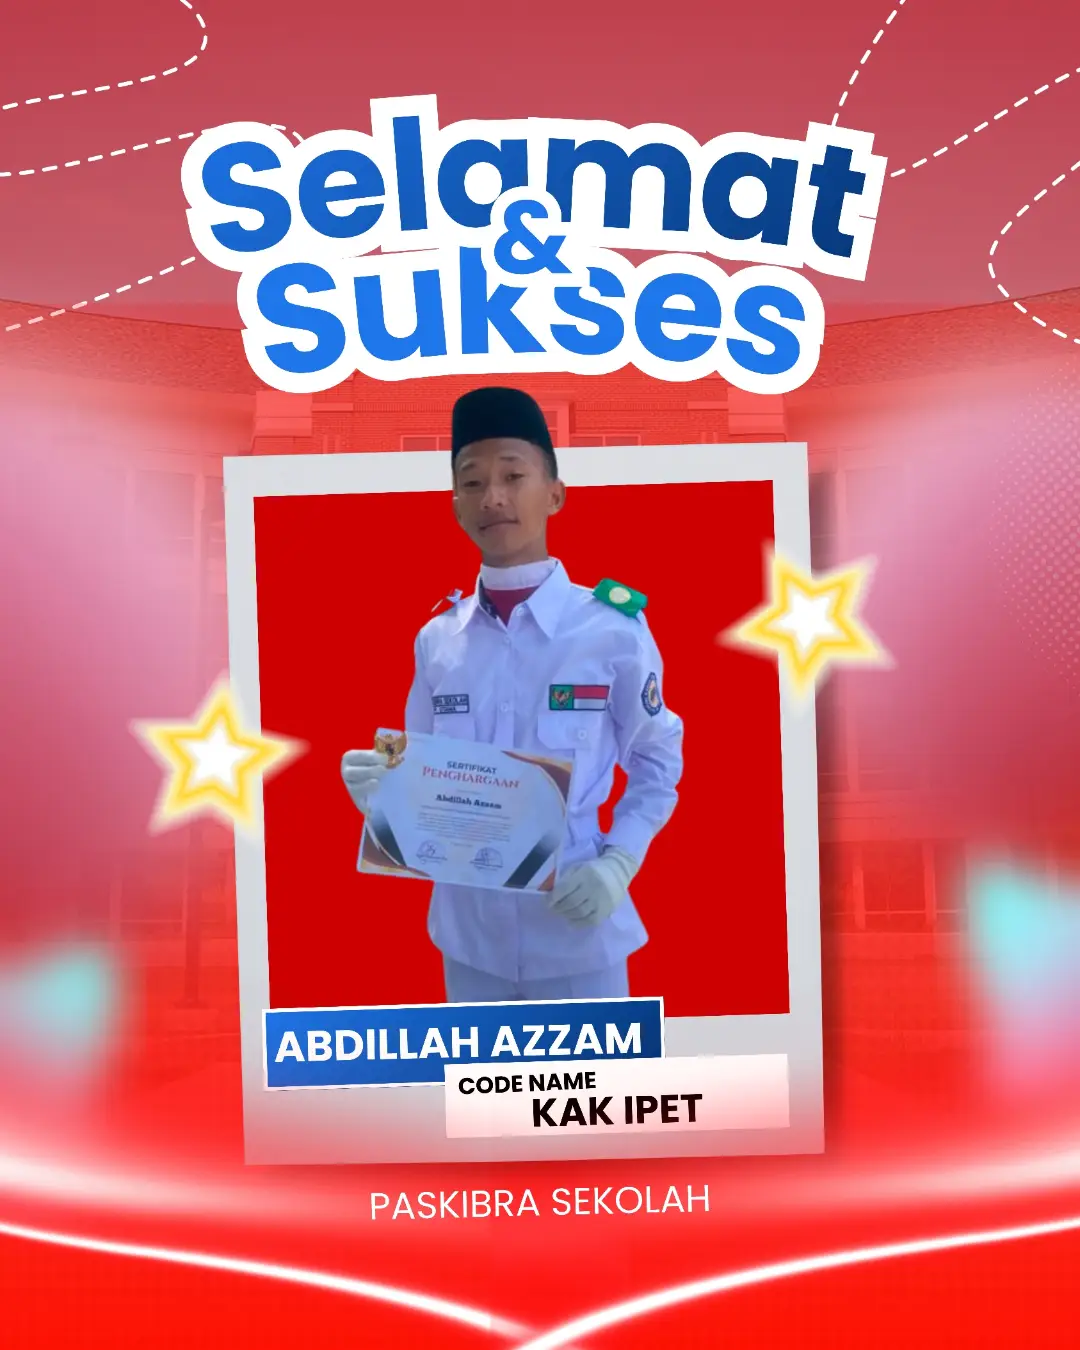 Selamat
&
Sukses
SERTIFIKAT
PENGHARGAAN
Abdillah Azzam
ABDILLAH AZZAM
CODE NAME
KAK IPET
PASKIBRA SEKOLAH